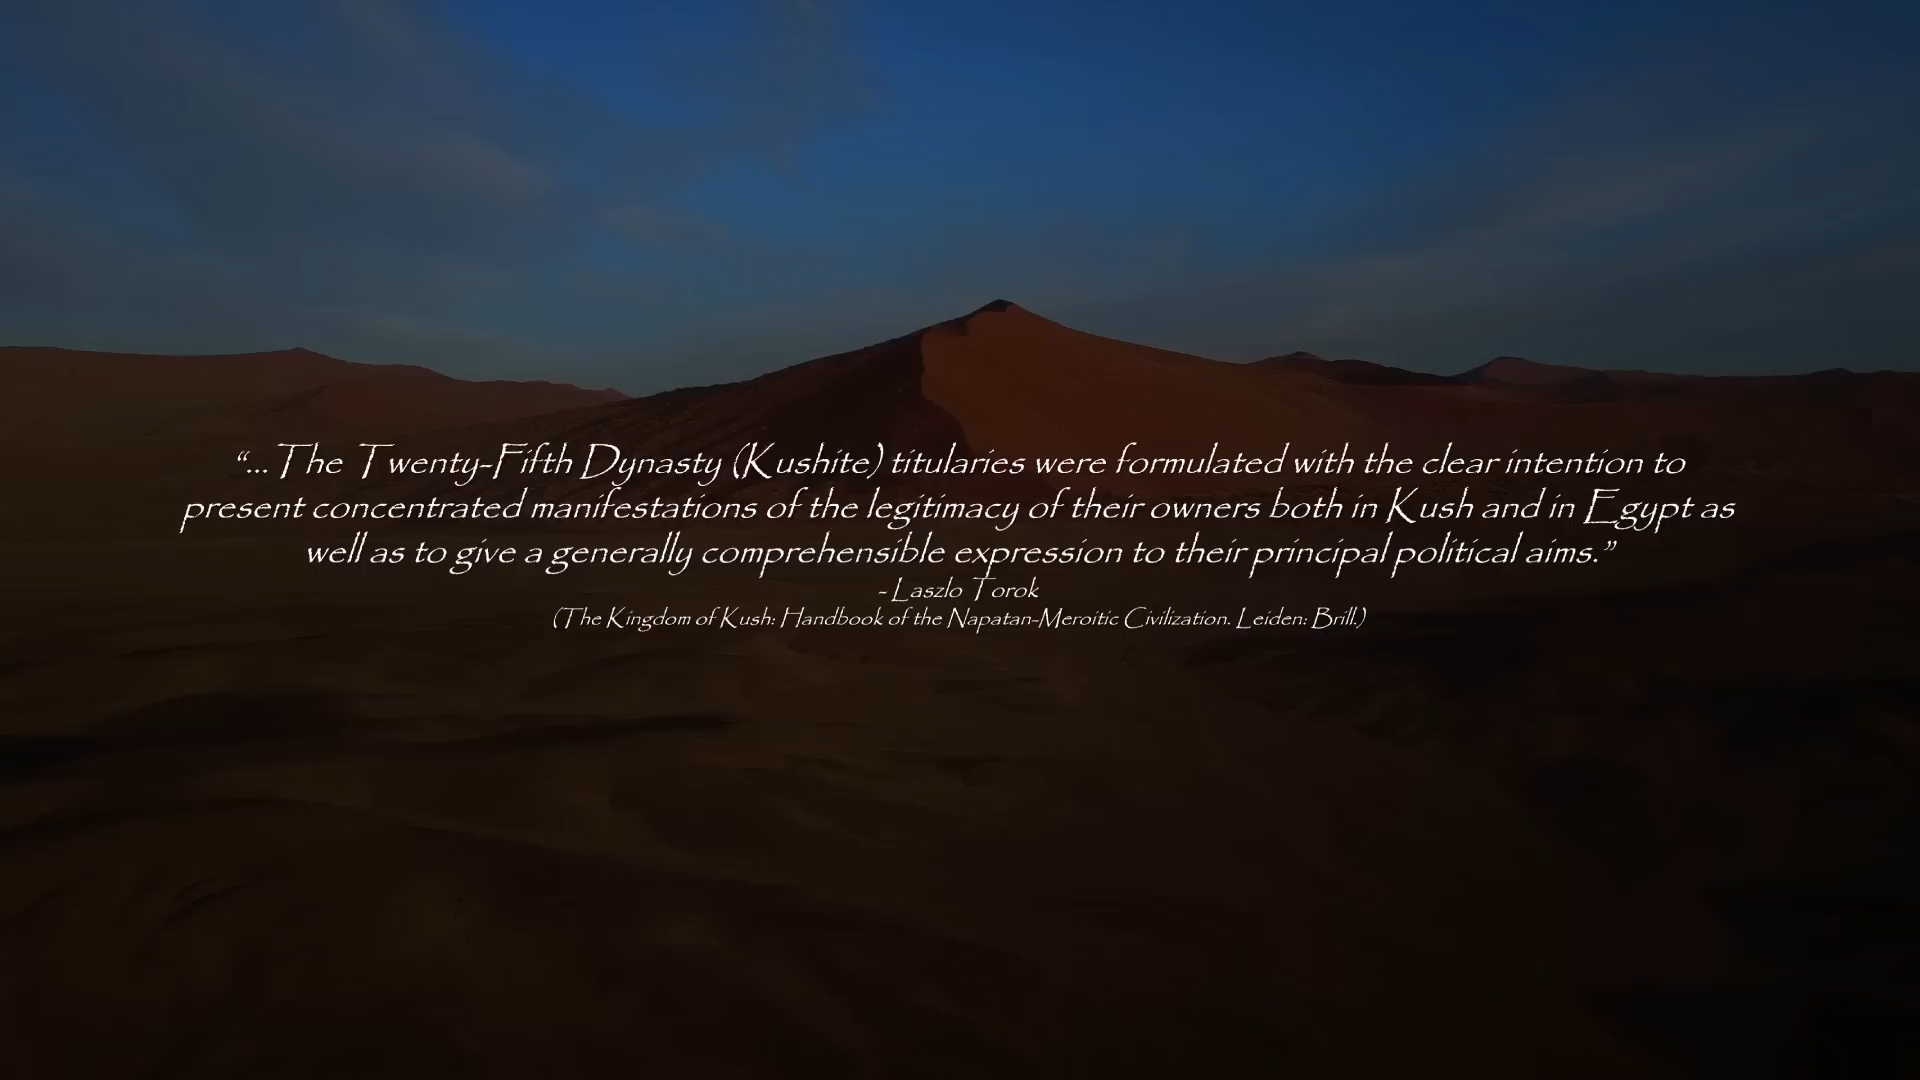 “...The Twenty-Fifth Dynasty (Kushite) titularies were formulated with the clear intention to
present concentrated manifestations of the legitimacy of their owners both in Kush and in Egypt as
well as to give a generally comprehensible expression to their principal political aims.”
- Laszlo Torok
(The Kingdom of Kush: Handbook of the Napatan-Meroitic Civilization. Leiden: Brill.)